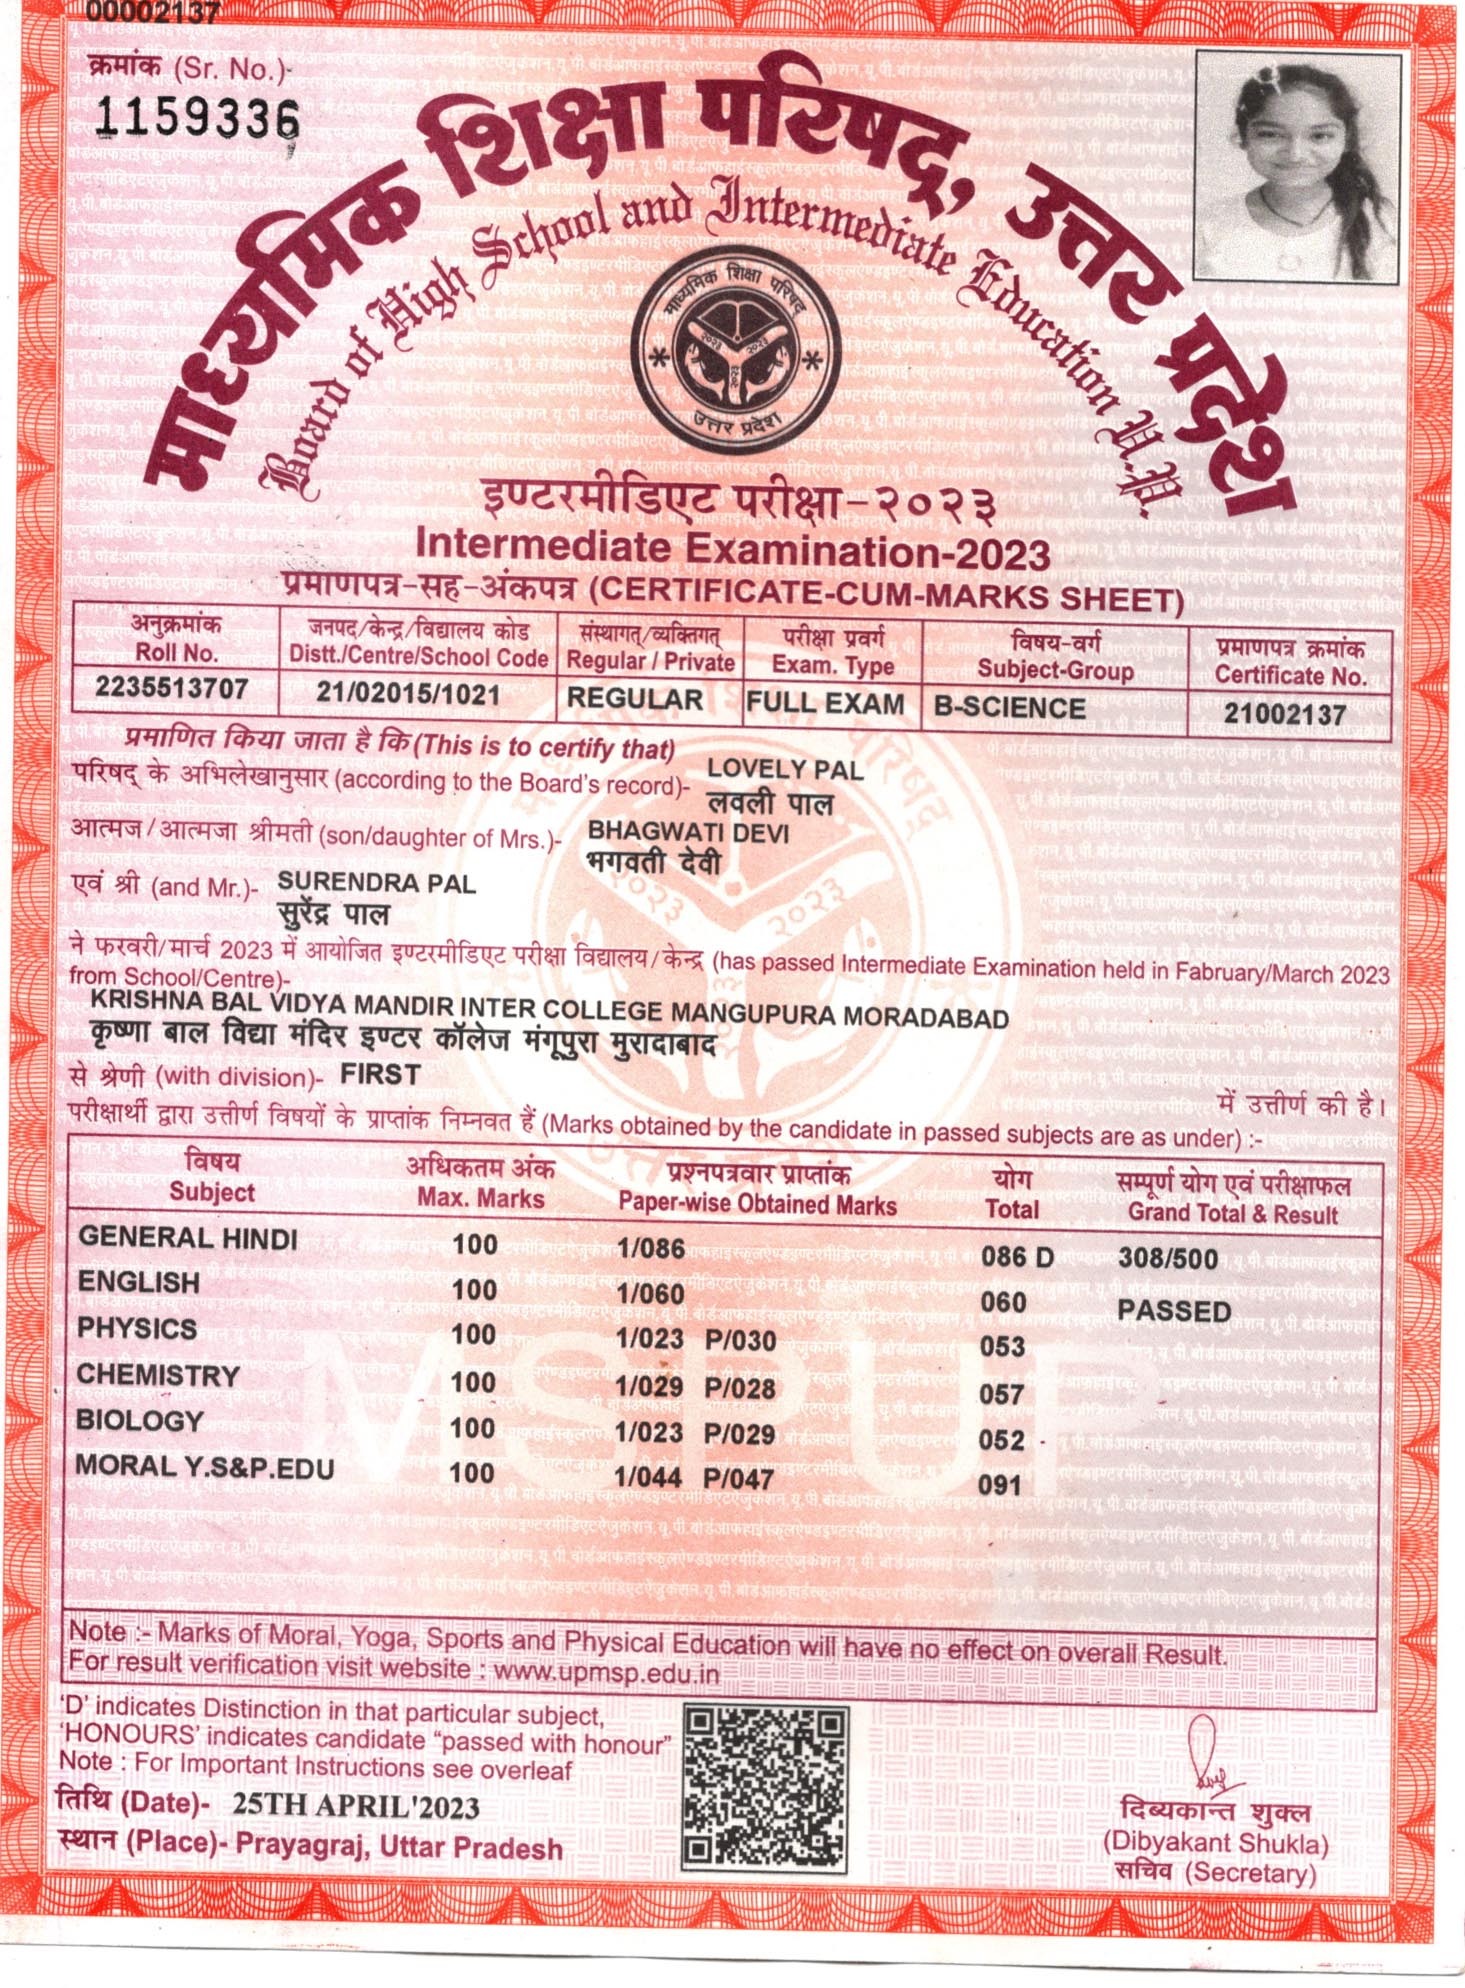 00002137
क्रमांक (Sr. No.)-
1159336
माध्यमिक शिक्षा परिषद्, उत्तर प्रदेश
Board of High School and Intermediate Education U.P.
माध्यमिक शिक्षा परिषद्
२०२३ २०२३
२०२३
उत्तर प्रदेश
इण्टरमीडिएट परीक्षा-२०२३
Intermediate Examination-2023
प्रमाणपत्र-सह-अंकपत्र (CERTIFICATE-CUM-MARKS SHEET)
अनुक्रमांक जनपद/केन्द्र/विद्यालय कोड संस्थागत्/व्यक्तिगत् परीक्षा प्रवर्ग विषय-वर्ग प्रमाणपत्र क्रमांक
Roll No. Distt./Centre/School Code Regular / Private Exam. Type Subject-Group Certificate No.
2235513707 21/02015/1021 REGULAR FULL EXAM B-SCIENCE 21002137
प्रमाणित किया जाता है कि (This is to certify that)
परिषद् के अभिलेखानुसार (according to the Board's record)- LOVELY PAL
लवली पाल
आत्मज/आत्मजा श्रीमती (son/daughter of Mrs.)- BHAGWATI DEVI
भगवती देवी
एवं श्री (and Mr.)- SURENDRA PAL
सुरेंद्र पाल
ने फरवरी/मार्च 2023 में आयोजित इण्टरमीडिएट परीक्षा विद्यालय/केन्द्र (has passed Intermediate Examination held in Fabruary/March 2023
from School/Centre)-
KRISHNA BAL VIDYA MANDIR INTER COLLEGE MANGUPURA MORADABAD
कृष्णा बाल विद्या मंदिर इण्टर कॉलेज मंगूपुरा मुरादाबाद
से श्रेणी (with division)- FIRST
में उत्तीर्ण की है।
परीक्षार्थी द्वारा उत्तीर्ण विषयों के प्राप्तांक निम्नवत हैं (Marks obtained by the candidate in passed subjects are as under) :-
विषय अधिकतम अंक प्रश्नपत्रवार प्राप्तांक योग सम्पूर्ण योग एवं परीक्षाफल
Subject Max. Marks Paper-wise Obtained Marks Total Grand Total & Result
GENERAL HINDI 100 1/086 086 D 308/500
ENGLISH 100 1/060 060 PASSED
PHYSICS 100 1/023 P/030 053
CHEMISTRY 100 1/029 P/028 057
BIOLOGY 100 1/023 P/029 052
MORAL Y.S&P.EDU 100 1/044 P/047 091
MSPUP
Note :- Marks of Moral, Yoga, Sports and Physical Education will have no effect on overall Result.
For result verification visit website : www.upmsp.edu.in
'D' indicates Distinction in that particular subject,
'HONOURS' indicates candidate "passed with honour"
Note : For Important Instructions see overleaf
तिथि (Date)- 25TH APRIL'2023
स्थान (Place)- Prayagraj, Uttar Pradesh
दिब्यकान्त शुक्ल
(Dibyakant Shukla)
सचिव (Secretary)